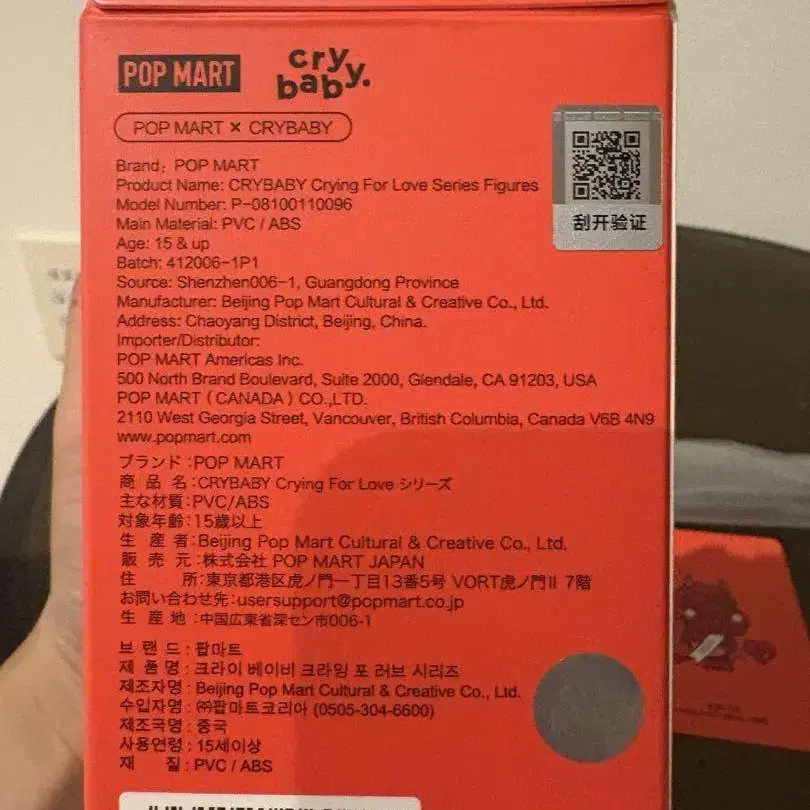 POP MART
cry
baby.
POP MART × CRYBABY
刮开验证
Brand: POP MART
Product Name: CRYBABY Crying For Love Series Figures
Model Number: P-08100110096
Main Material: PVC / ABS
Age: 15 & up
Batch: 412006-1P1
Source: Shenzhen006-1, Guangdong Province
Manufacturer: Beijing Pop Mart Cultural & Creative Co., Ltd.
Address: Chaoyang District, Beijing, China.
Importer/Distributor:
POP MART Americas Inc.
500 North Brand Boulevard, Suite 2000, Glendale, CA 91203, USA
POP MART ( CANADA ) CO.,LTD.
2110 West Georgia Street, Vancouver, British Columbia, Canada V6B 4N9
www.popmart.com
ブランド:POP MART
商 品 名:CRYBABY Crying For Love シリーズ
主な材質:PVC/ABS
対象年齢:15歳以上
生 産 者:Beijing Pop Mart Cultural & Creative Co., Ltd.
販 売 元:株式会社 POP MART JAPAN
住 所:東京都港区虎ノ門一丁目13番5号 VORT虎ノ門II 7階
お問い合わせ先:usersupport@popmart.co.jp
生 産 地:中国広東省深セン市006-1
브 랜 드 : 팝마트
제 품 명 : 크라이 베이비 크라잉 포 러브 시리즈
제조자명 : Beijing Pop Mart Cultural & Creative Co., Ltd.
수입자명 : ㈜팝마트코리아 (0505-304-6600)
제조국명 : 중국
사용연령 : 15세이상
재 질 : PVC / ABS